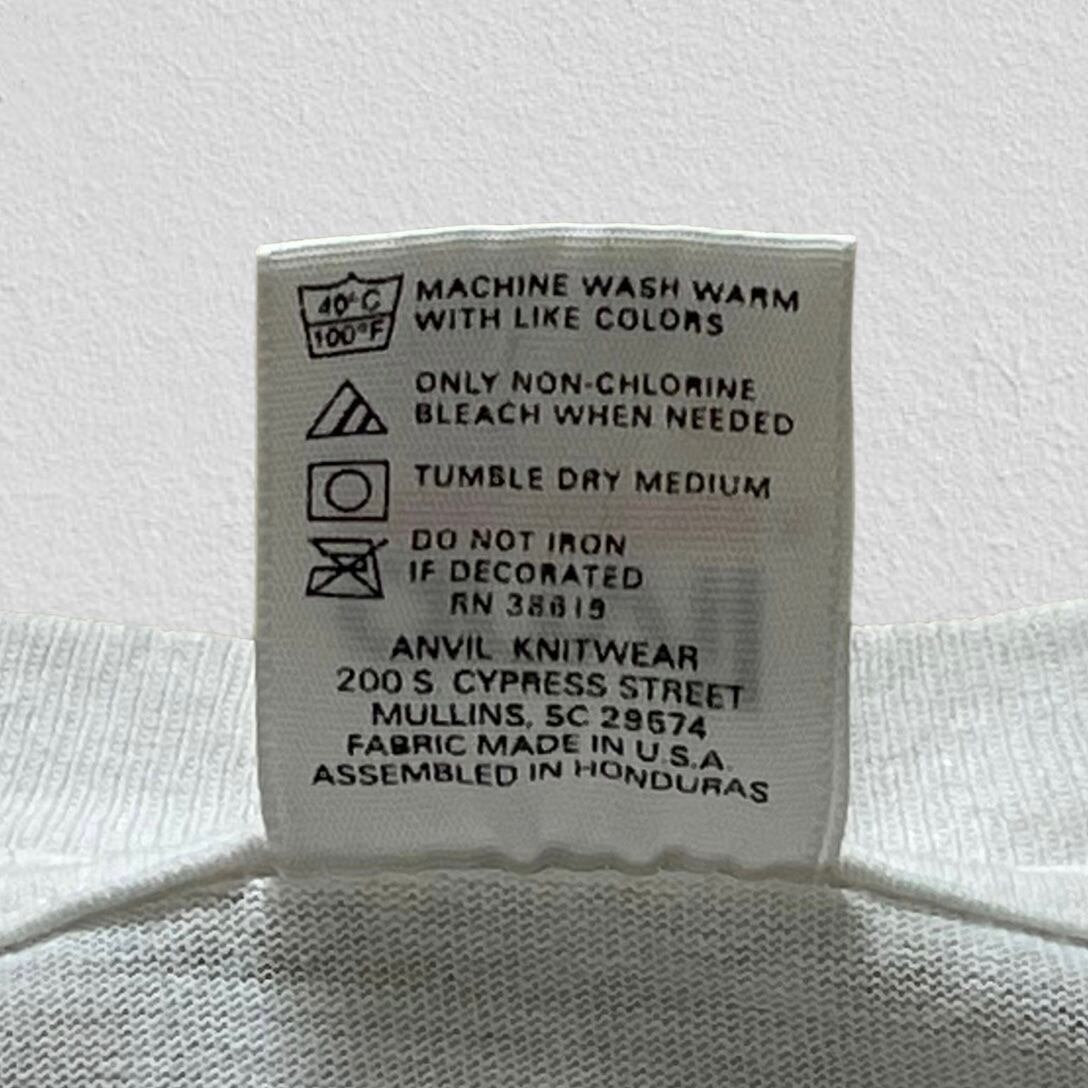 40°C
100°F
MACHINE WASH WARM
WITH LIKE COLORS
ONLY NON-CHLORINE
BLEACH WHEN NEEDED
TUMBLE DRY MEDIUM
DO NOT IRON
IF DECORATED
RN
ANVIL KNITWEAR
200 S CYPRESS STREET
MULLINS, SC 29574
FABRIC MADE IN U.S.A.
ASSEMBLED IN HONDURAS